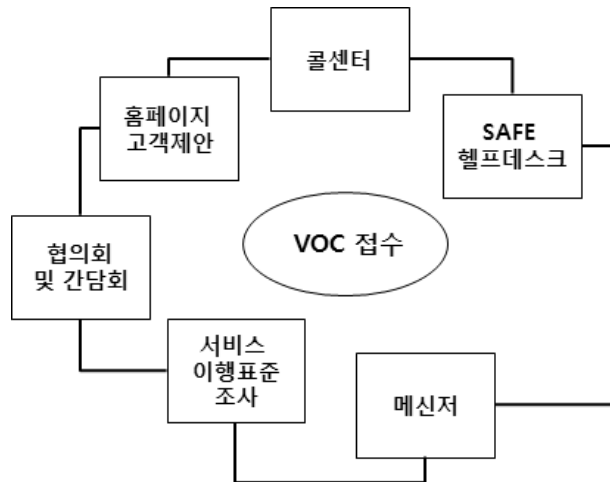 콜센터
홈페이지
고객제안
SAFE
헬프데스크
VOC 접수
협의회
및 간담회
서비스
이행표준
조사
메신저